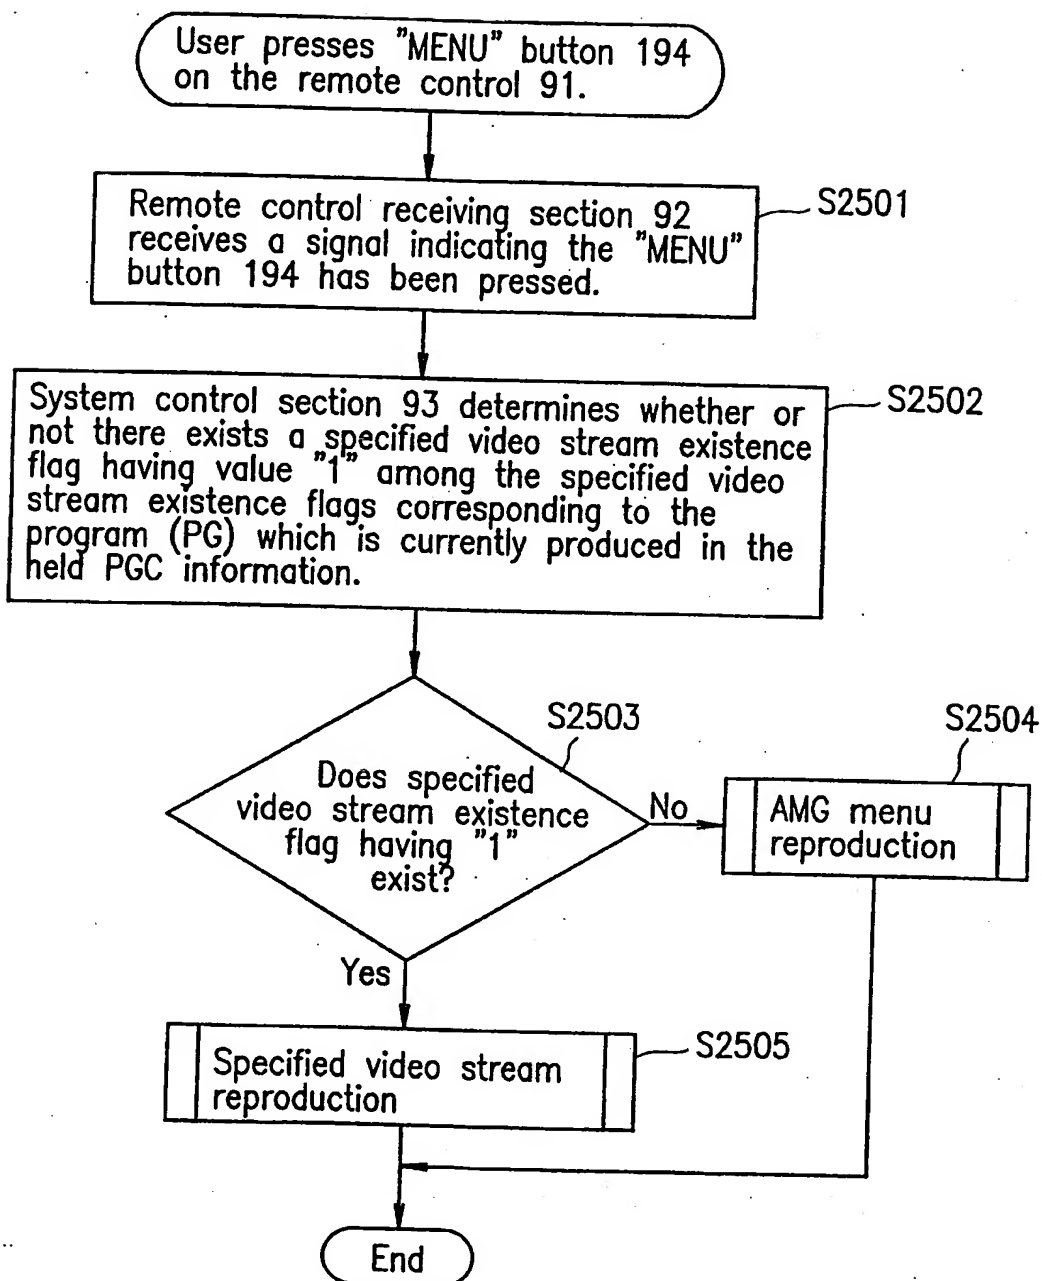 User presses "MENU" button 194
on the remote control 91.
Remote control receiving section 92
receives a signal indicating the "MENU"
button 194 has been pressed.
S2501
System control section 93 determines whether or
not there exists a specified video stream existence
flag having value "1" among the specified video
stream existence flags corresponding to the
program (PG) which is currently produced in the
held PGC information.
S2502
Does specified
video stream existence
flag having "1"
exist?
S2503
No
S2504
AMG menu
reproduction
Yes
Specified video stream
reproduction
S2505
End